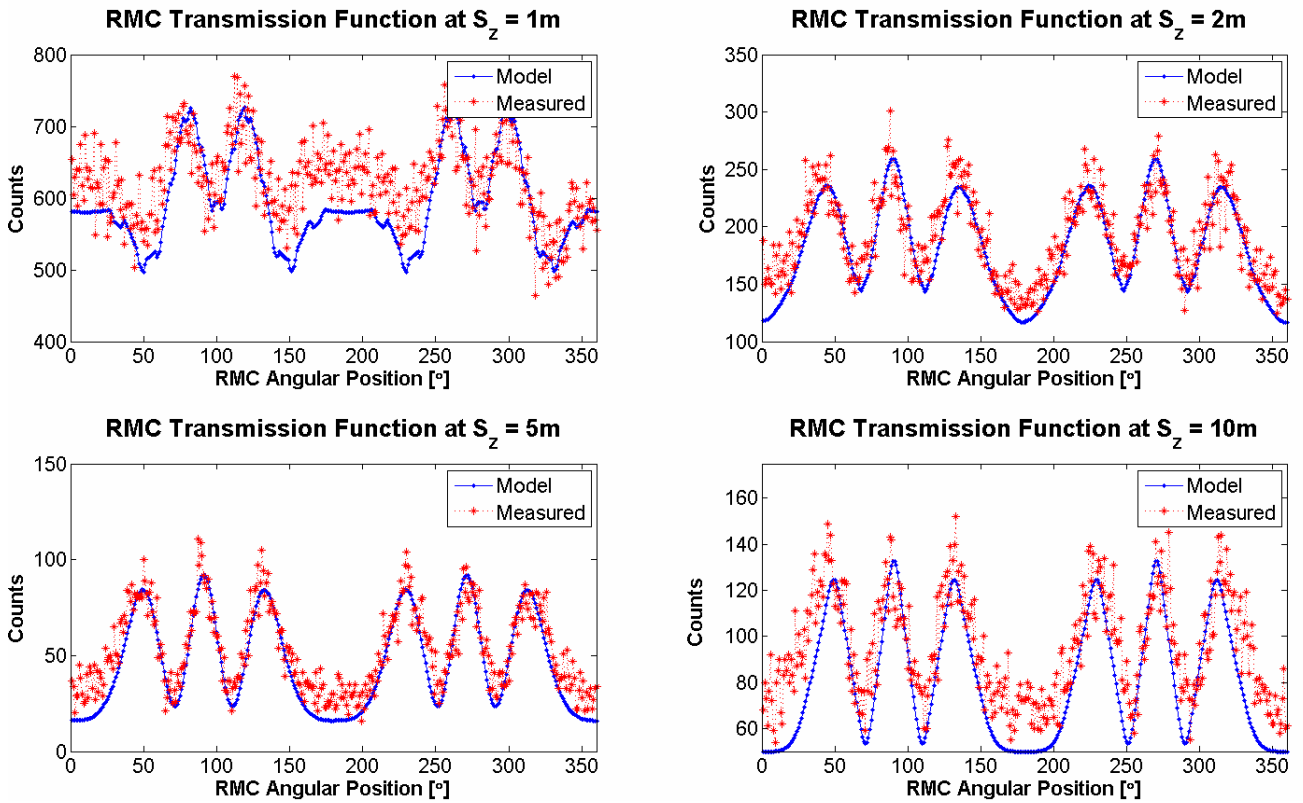 RMC Transmission Function at S_z = 1m
800
700
600
500
400
Counts
Model
Measured
0 50 100 150 200 250 300 350
RMC Angular Position [º]
RMC Transmission Function at S_z = 2m
350
300
250
200
150
100
Counts
Model
Measured
0 50 100 150 200 250 300 350
RMC Angular Position [º]
RMC Transmission Function at S_z = 5m
150
100
50
0
Counts
Model
Measured
0 50 100 150 200 250 300 350
RMC Angular Position [º]
RMC Transmission Function at S_z = 10m
160
140
120
100
80
60
Counts
Model
Measured
0 50 100 150 200 250 300 350
RMC Angular Position [º]